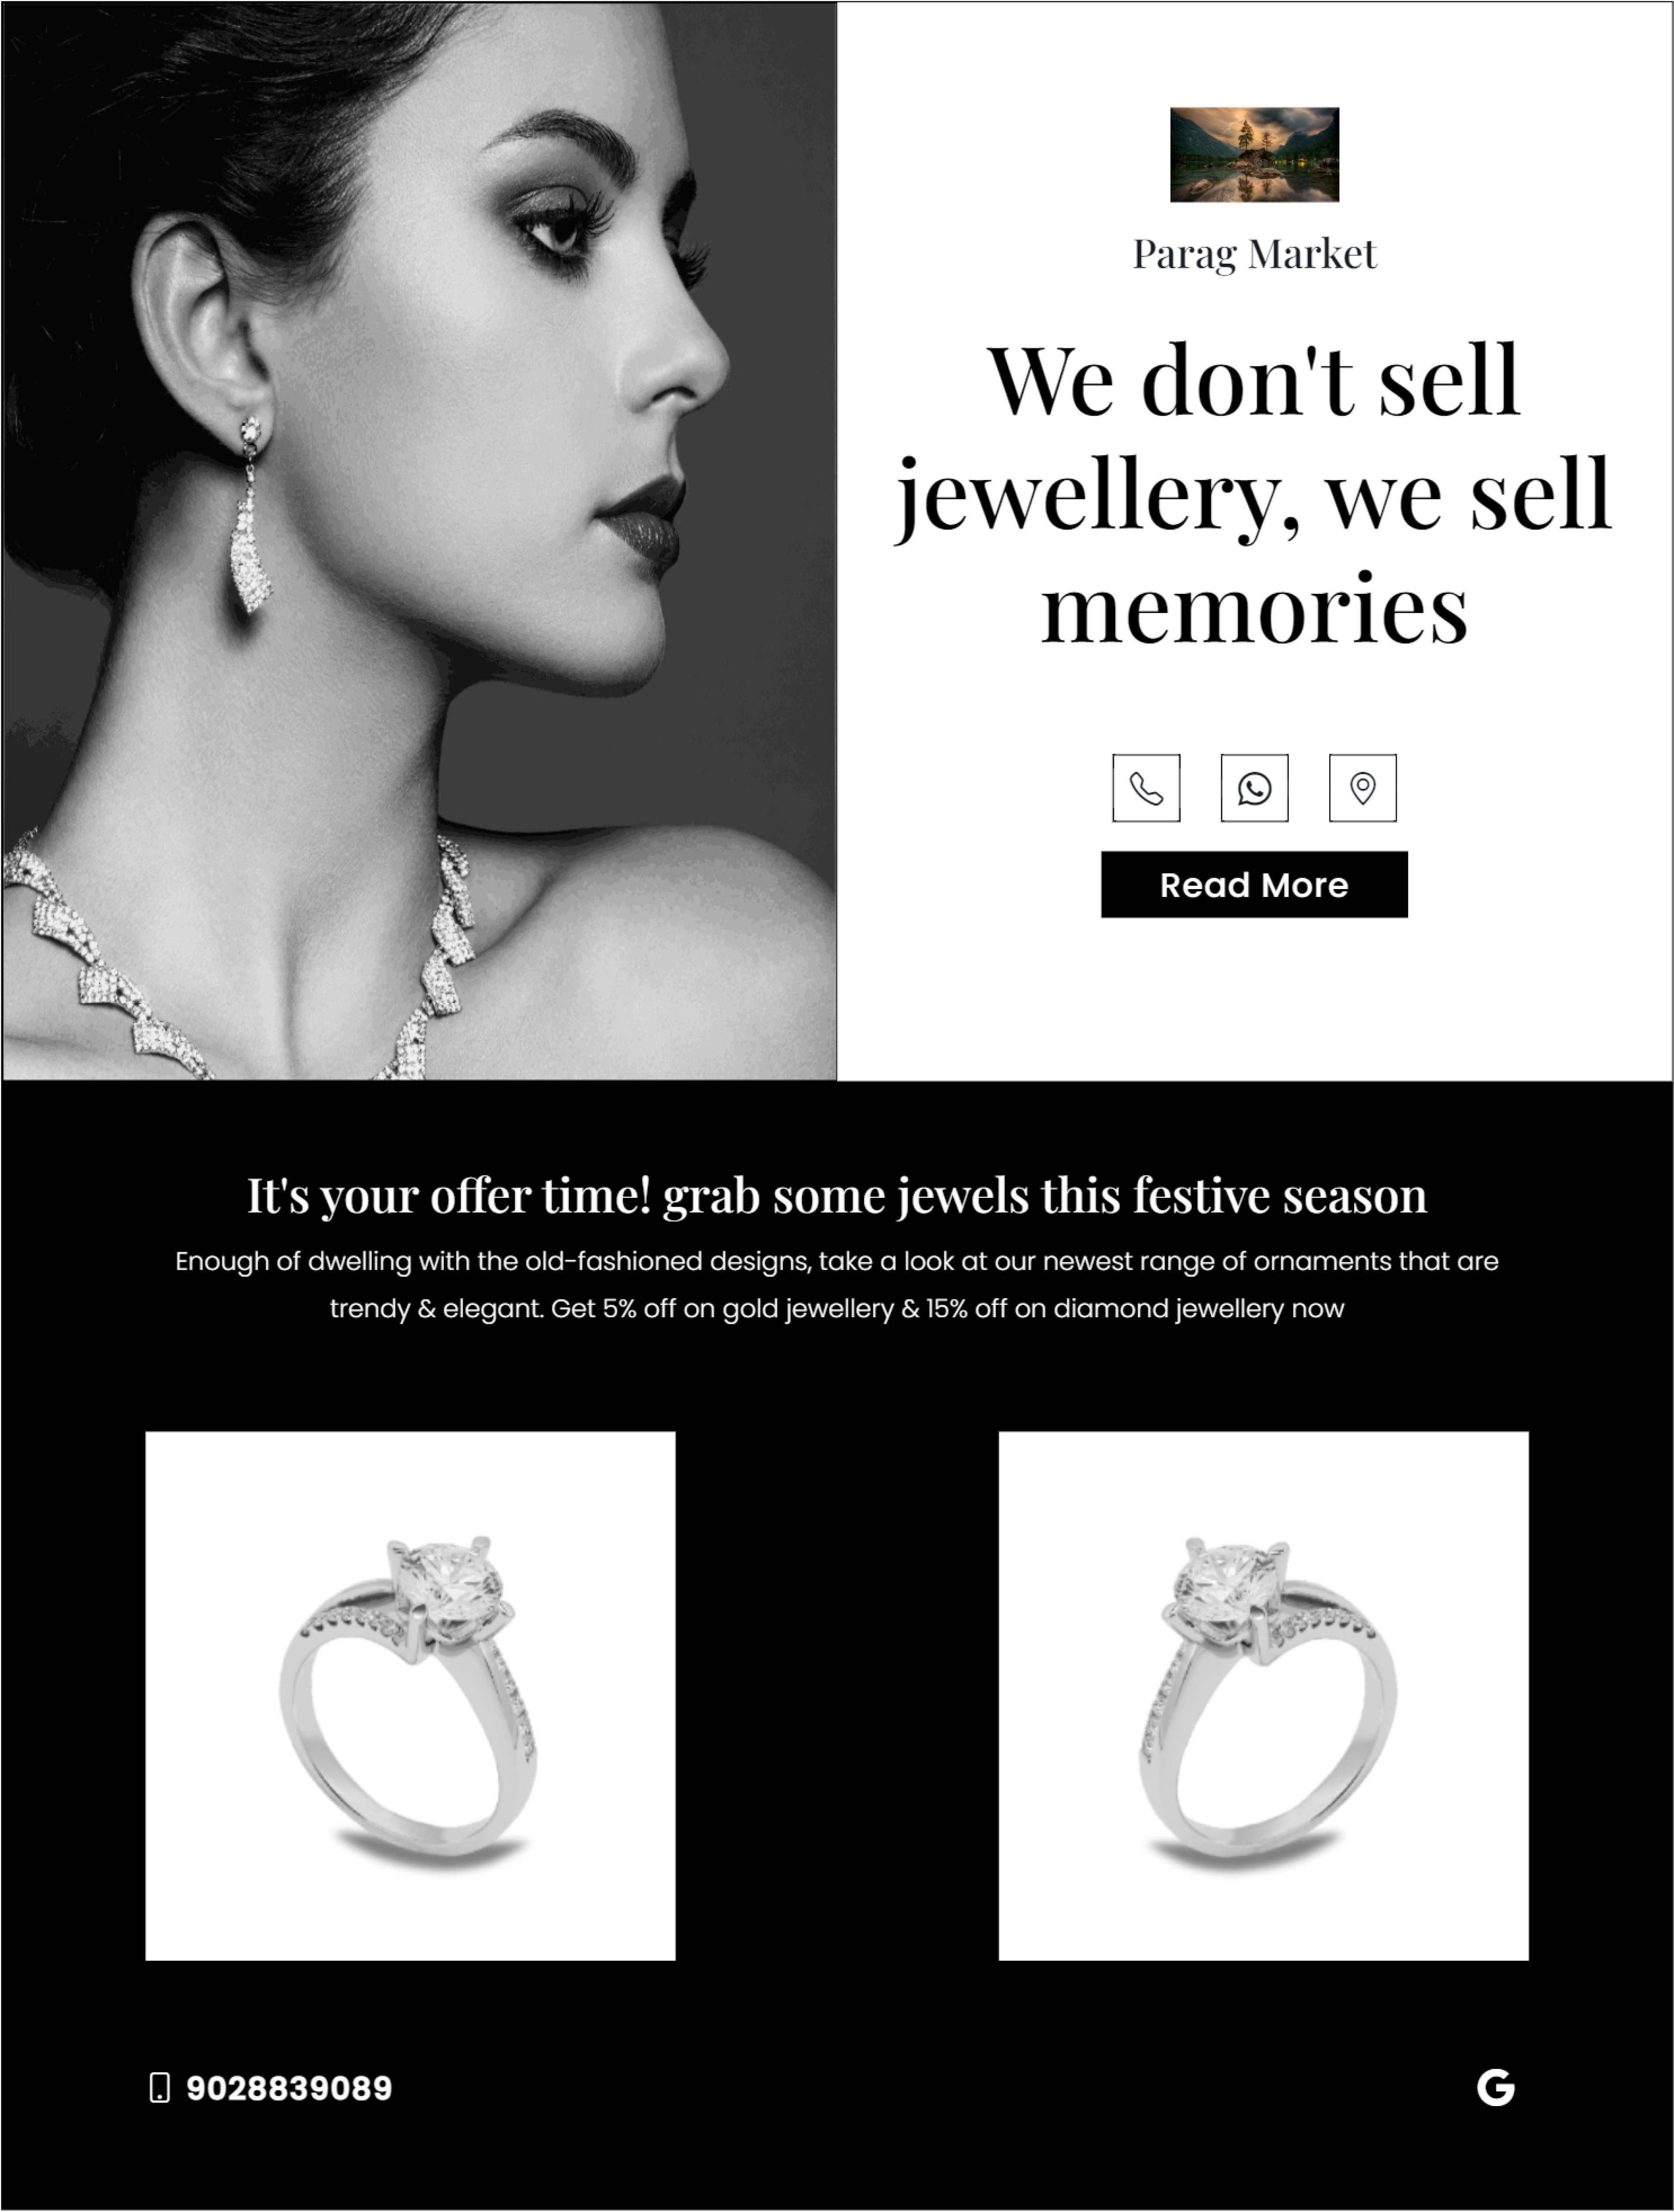 Parag Market
We don't sell
jewellery, we sell
memories
Read More
It's your offer time! grab some jewels this festive season
Enough of dwelling with the old-fashioned designs, take a look at our newest range of ornaments that are
trendy & elegant. Get 5% off on gold jewellery & 15% off on diamond jewellery now
9028839089
G